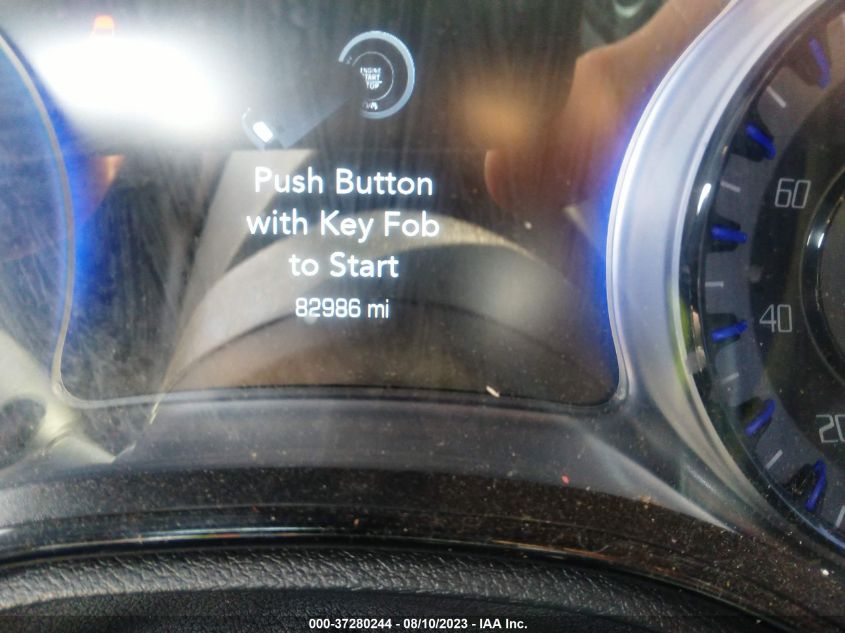 ENGINE
START
STOP
Push Button
with Key Fob
to Start
82986 mi
60
40
20
000-37280244 - 08/10/2023 - IAA Inc.